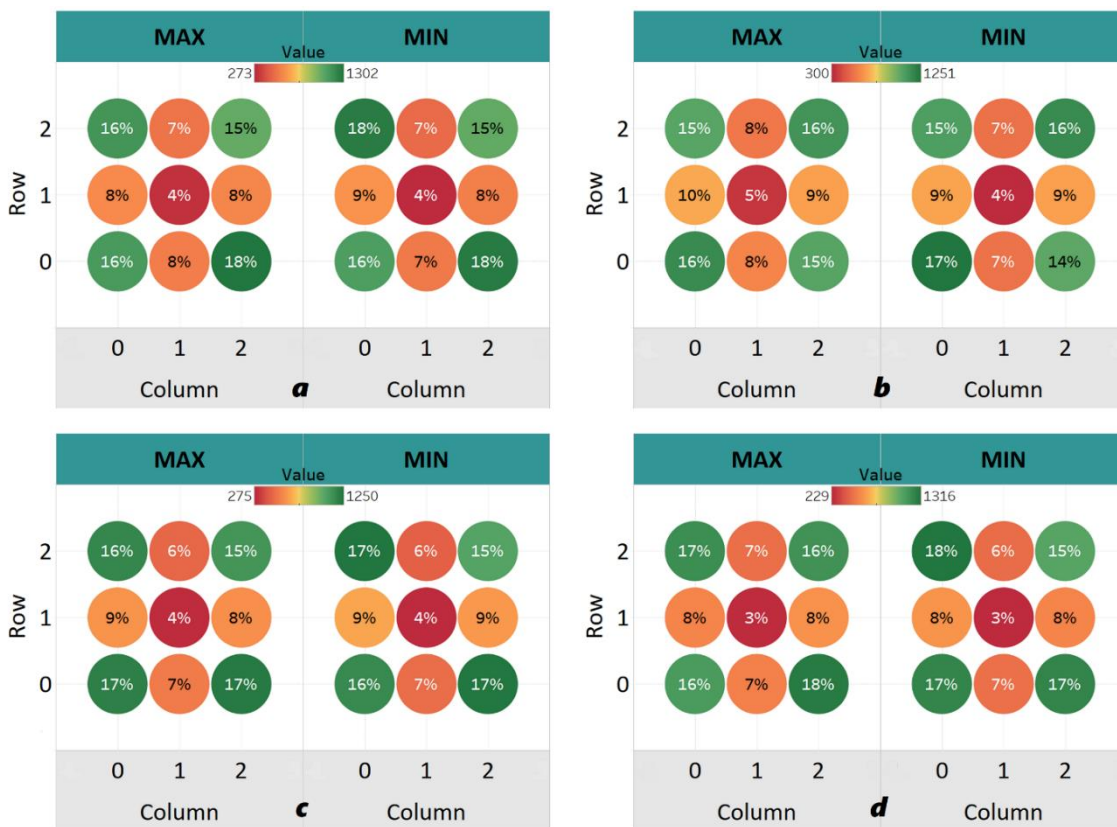 MAX MIN
Value
273 1302
2 16% 7% 15% 18% 7% 15%
Row
1 8% 4% 8% 9% 4% 8%
0 16% 8% 18% 16% 7% 18%
0 1 2 0 1 2
Column a Column
MAX MIN
Value
300 1251
2 15% 8% 16% 15% 7% 16%
Row
1 10% 5% 9% 9% 4% 9%
0 16% 8% 15% 17% 7% 14%
0 1 2 0 1 2
Column b Column
MAX MIN
Value
275 1250
2 16% 6% 15% 17% 6% 15%
Row
1 9% 4% 8% 9% 4% 9%
0 17% 7% 17% 16% 7% 17%
0 1 2 0 1 2
Column c Column
MAX MIN
Value
229 1316
2 17% 7% 16% 18% 6% 15%
Row
1 8% 3% 8% 8% 3% 8%
0 16% 7% 18% 17% 7% 17%
0 1 2 0 1 2
Column d Column